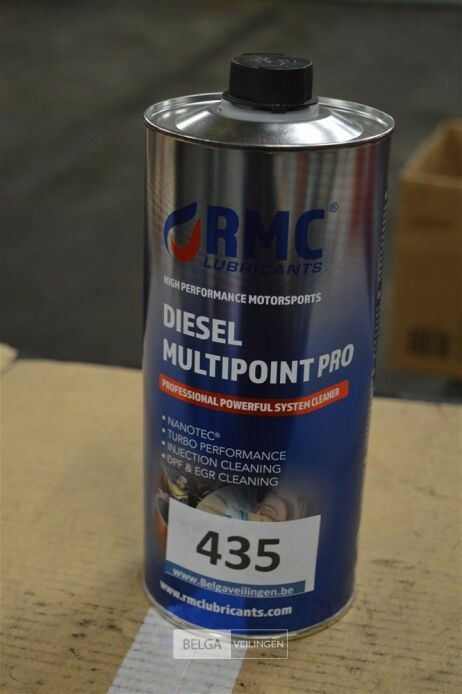 RMC®
LUBRICANTS
HIGH PERFORMANCE MOTORSPORTS
DIESEL
MULTIPOINT PRO
PROFESSIONAL POWERFUL SYSTEM CLEANER
• NANOTEC®
• TURBO PERFORMANCE
• INJECTION CLEANING
• DPF & EGR CLEANING
435
www.Belgaveilingen.be
www.rmclubricants.com
BELGA VEILINGEN